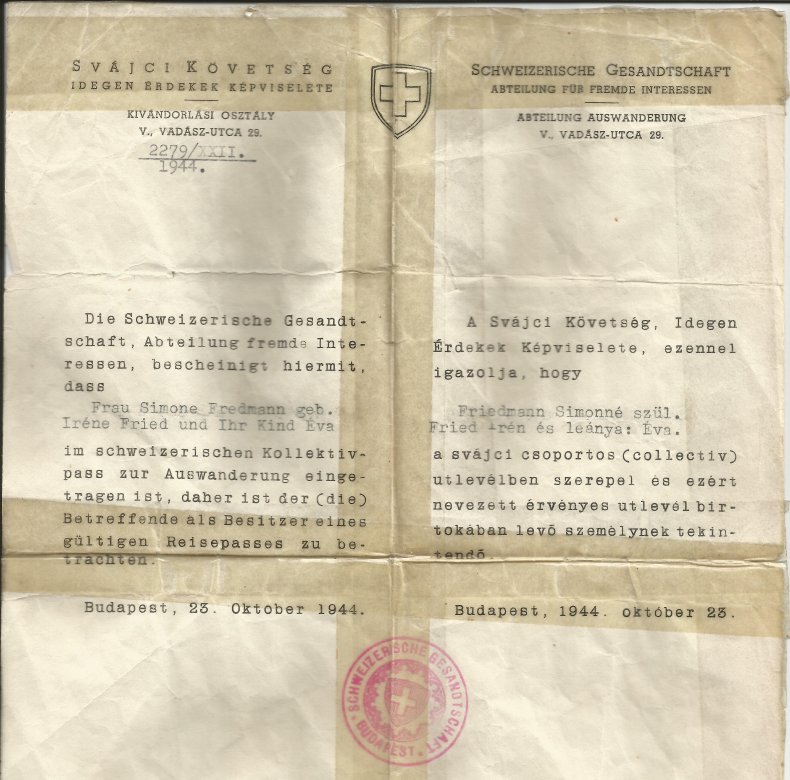 SVÁJCI KÖVETSÉG
IDEGEN ÉRDEKEK KÉPVISELETE
KIVÁNDORLÁSI OSZTÁLY
V., VADÁSZ-UTCA 29.
2279/XXII.
1944.
SCHWEIZERISCHE GESANDTSCHAFT
ABTEILUNG FÜR FREMDE INTERESSEN
ABTEILUNG AUSWANDERUNG
V., VADÁSZ-UTCA 29.
Die Schweizerische Gesandt-
schaft, Abteilung fremde Inte-
ressen, bescheinigt hiermit,
dass
Frau Simone Fredmann geb.
Iréne Fried und Ihr Kind Éva
im schweizerischen Kollektiv-
pass zur Auswanderung einge-
tragen ist, daher ist der (die)
Betreffende als Besitzer eines
gültigen Reisepasses zu be-
trachten.
Budapest, 23. Oktober 1944.
A Svájci Követség, Idegen
Érdekek Képviselete, ezennel
igazolja, hogy
Friedmann Simonné szül.
Fried Irén és leánya: Éva.
a svájci csoportos (collectiv)
utlevélben szerepel és ezért
nevezett érvényes utlevél bir-
tokában levő személynek tekin-
tendő.
Budapest, 1944. október 23.
SCHWEIZERISCHE GESANDTSCHAFT
BUDAPEST